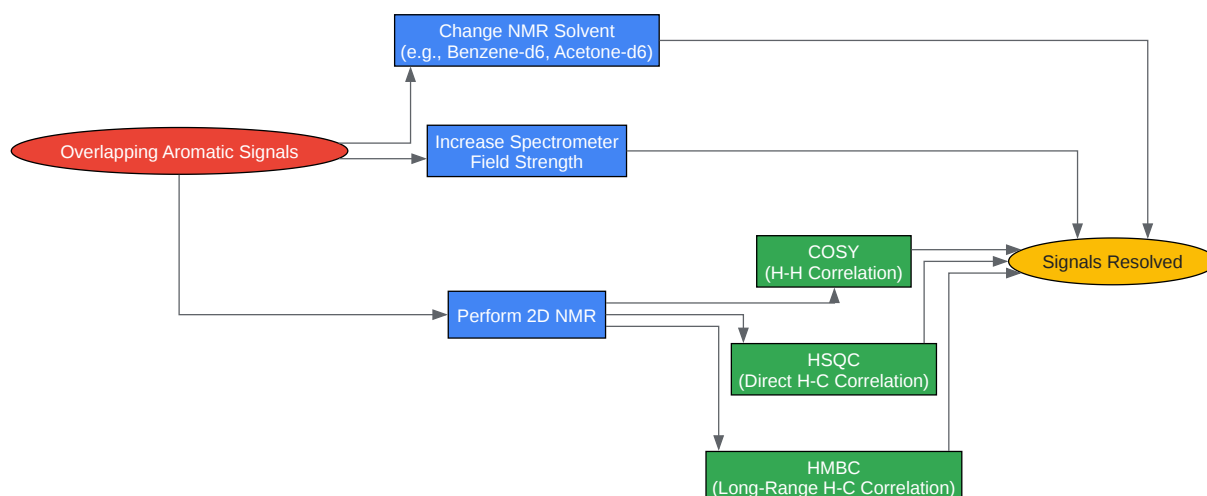 Change NMR Solvent
(e.g., Benzene-d6, Acetone-d6)
Overlapping Aromatic Signals
Increase Spectrometer
Field Strength
COSY
(H-H Correlation)
Signals Resolved
Perform 2D NMR
HSQC
(Direct H-C Correlation)
HMBC
(Long-Range H-C Correlation)